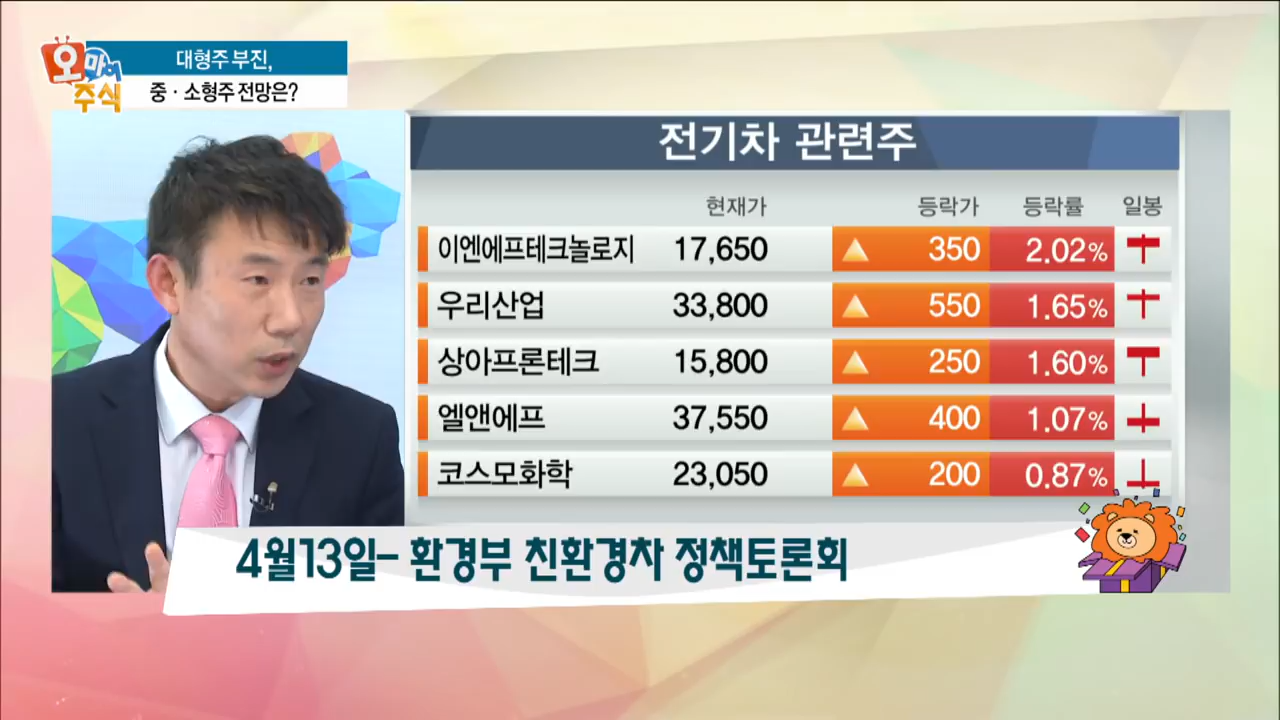 오마이
주식
대형주 부진,
중·소형주 전망은?
전기차 관련주
현재가 등락가 등락률 일봉
이엔에프테크놀로지 17,650 350 2.02%
우리산업 33,800 550 1.65%
상아프론테크 15,800 250 1.60%
엘앤에프 37,550 400 1.07%
코스모화학 23,050 200 0.87%
4월13일- 환경부 친환경차 정책토론회